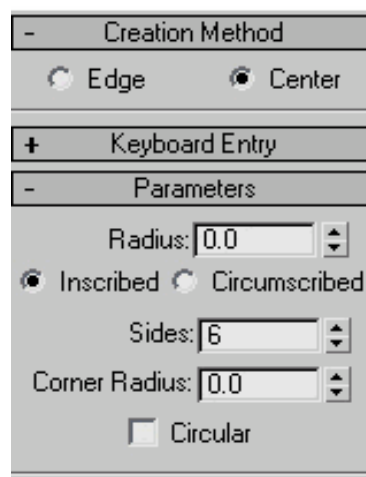 - Creation Method
Edge Center
+ Keyboard Entry
- Parameters
Radius: 0.0
Inscribed Circumscribed
Sides: 6
Corner Radius: 0.0
Circular